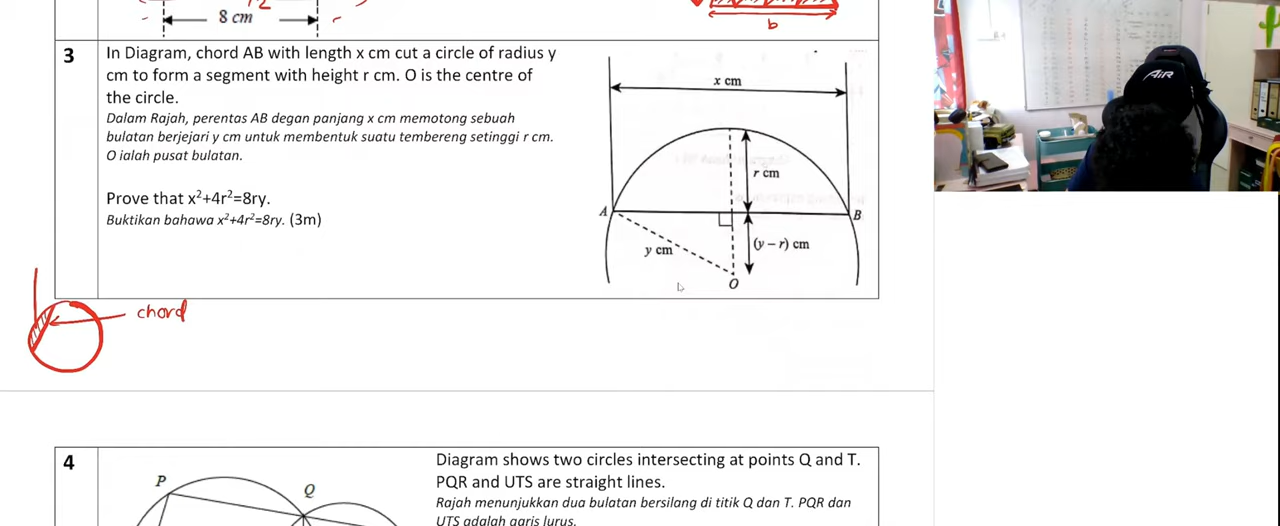 8 cm
b
3
In Diagram, chord AB with length x cm cut a circle of radius y
cm to form a segment with height r cm. O is the centre of
the circle.
Dalam Rajah, perentas AB degan panjang x cm memotong sebuah
bulatan berjejari y cm untuk membentuk suatu tembereng setinggi r cm.
O ialah pusat bulatan.
Prove that x²+4r²=8ry.
Buktikan bahawa x²+4r²=8ry. (3m)
x cm
r cm
A
B
y cm
(y − r) cm
O
chord
AiR
4
Diagram shows two circles intersecting at points Q and T.
PQR and UTS are straight lines.
Rajah menunjukkan dua bulatan bersilang di titik Q dan T. PQR dan
UTS adalah garis lurus.
P
Q